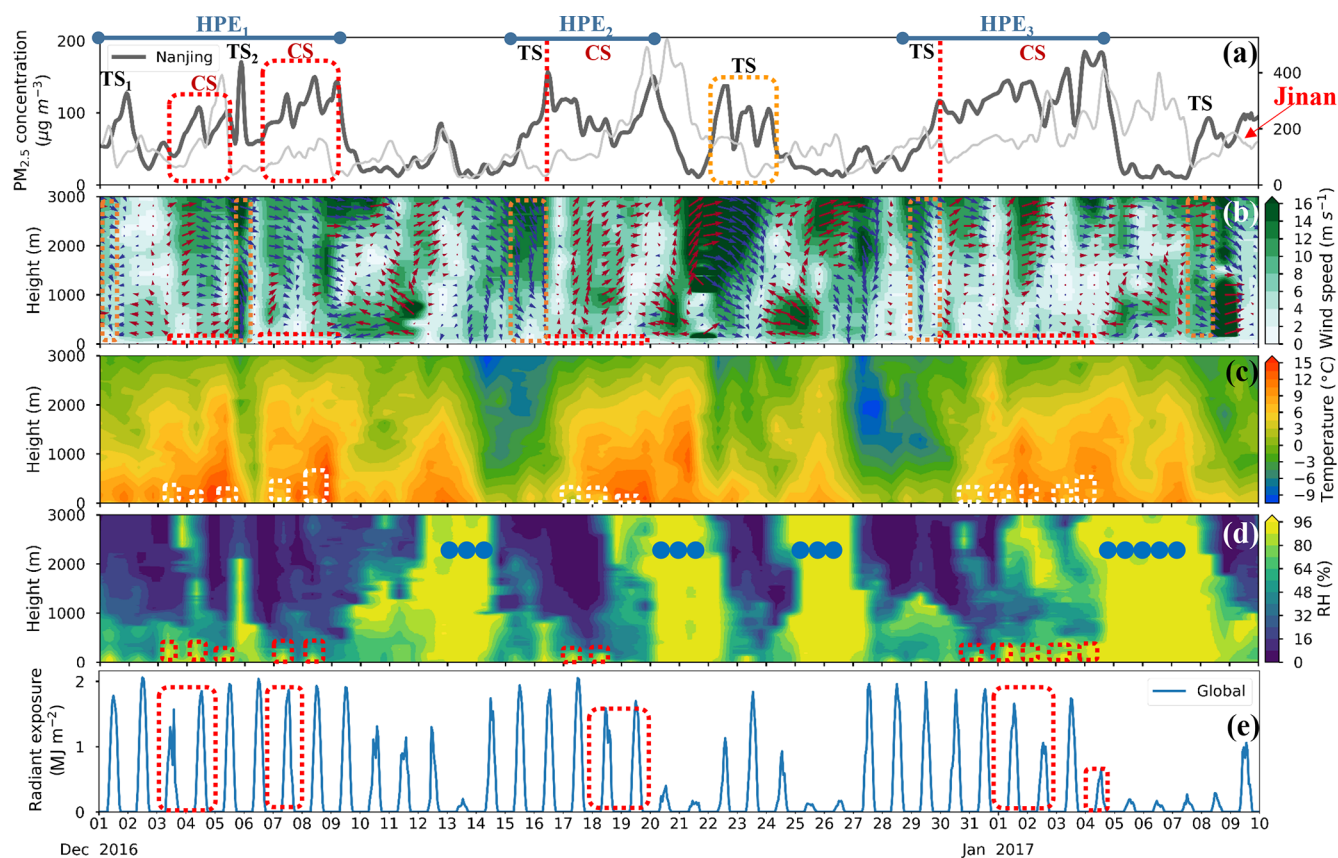 HPE1 HPE2 HPE3
200 150 100 50 0
PM2.5 concentration
(μg m−3)
Nanjing
TS1 CS TS2 CS TS CS TS TS CS TS
(a)
400 200 0
Jinan
3000 2000 1000 0
Height (m)
CS CS
(b)
16 14 12 10 8 6 4 2 0
Wind speed (m s−1)
3000 2000 1000 0
Height (m)
(c)
15 12 9 6 3 0 −3 −6 −9
Temperature (°C)
3000 2000 1000 0
Height (m)
(d)
96 80 64 48 32 16 0
RH (%)
2 1 0
Radiant exposure
(MJ m−2)
Global
(e)
01 02 03 04 05 06 07 08 09 10 11 12 13 14 15 16 17 18 19 20 21 22 23 24 25 26 27 28 29 30 31 01 02 03 04 05 06 07 08 09 10
Dec 2016 Jan 2017